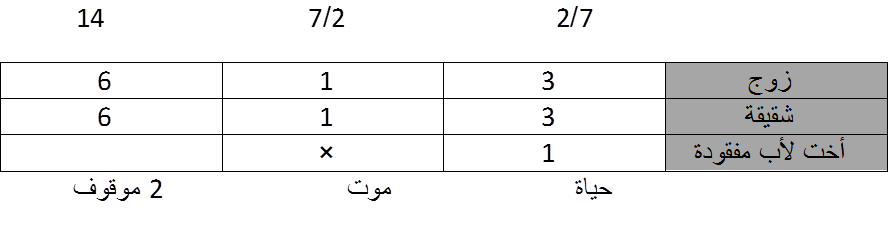 2/7 7/2 14
زوج 3 1 6
شقيقة 3 1 6
أخت لأب مفقودة 1 ×
حياة موت 2 موقوف